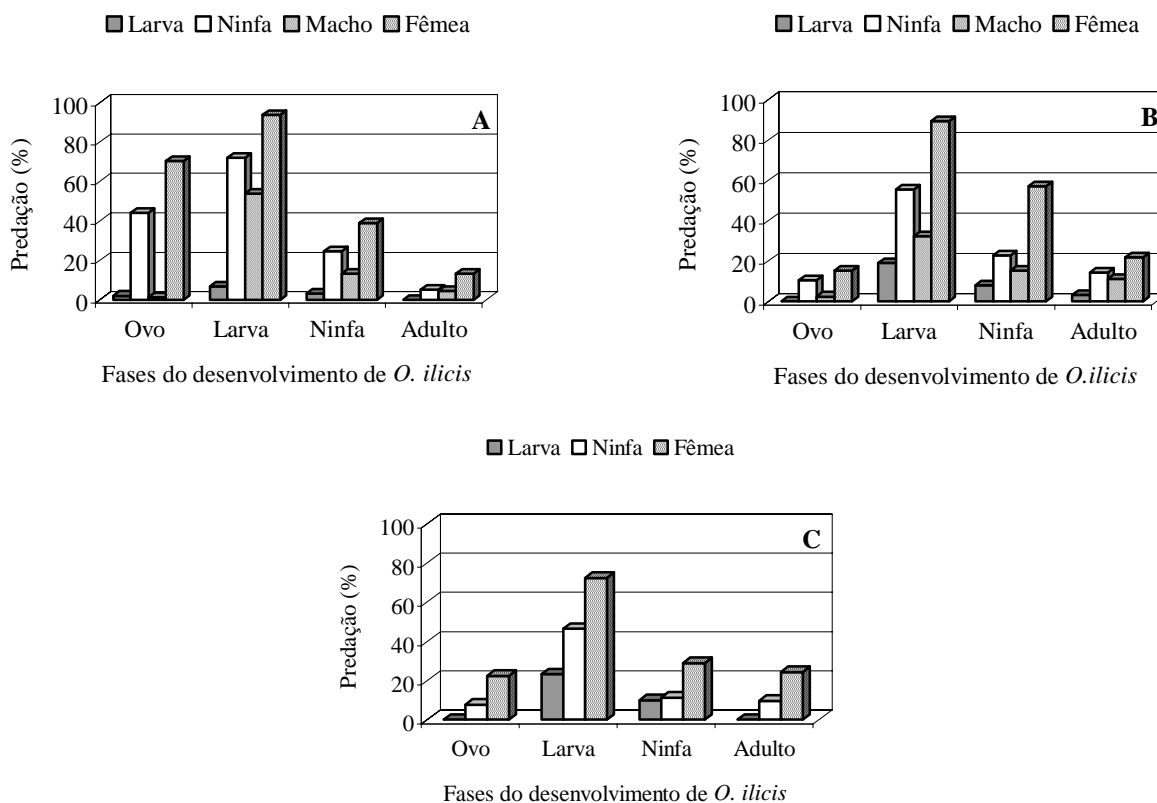 Larva Ninfa Macho Fêmea
A
Predação (%)
100
80
60
40
20
0
Ovo Larva Ninfa Adulto
Fases do desenvolvimento de O. ilicis
Larva Ninfa Macho Fêmea
B
Predação (%)
100
80
60
40
20
0
Ovo Larva Ninfa Adulto
Fases do desenvolvimento de O.ilicis
Larva Ninfa Fêmea
C
Predação (%)
100
80
60
40
20
0
Ovo Larva Ninfa Adulto
Fases do desenvolvimento de O. ilicis